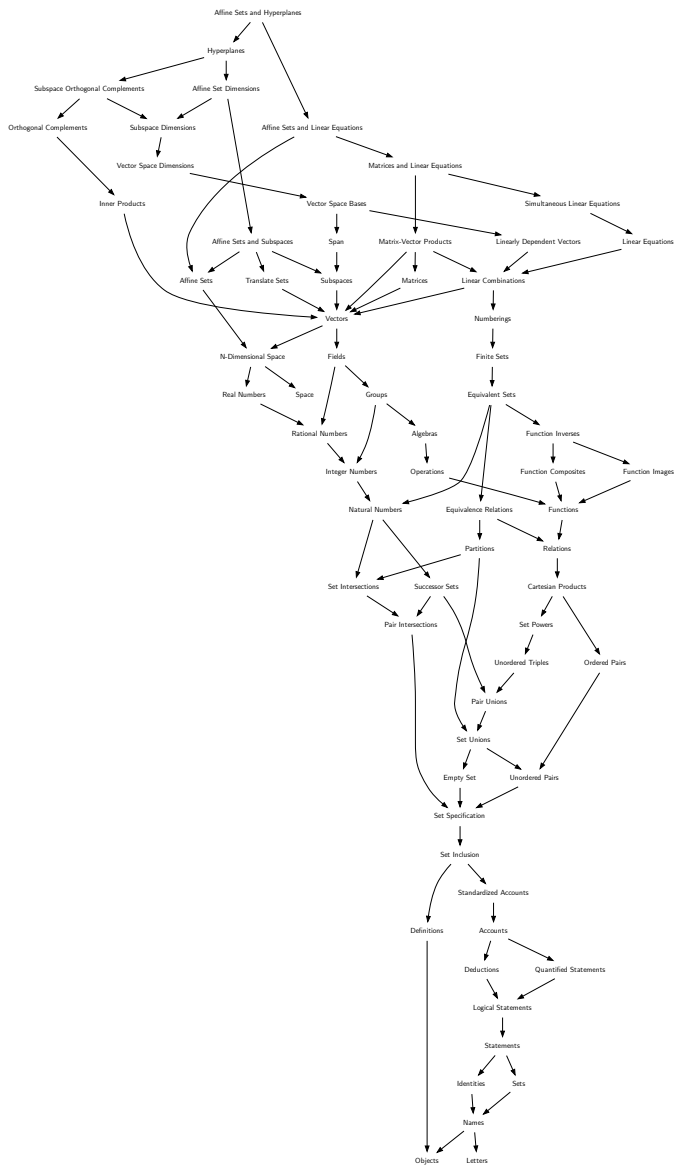 Affine Sets and Hyperplanes
Hyperplanes
Subspace Orthogonal Complements
Affine Set Dimensions
Orthogonal Complements
Subspace Dimensions
Affine Sets and Linear Equations
Vector Space Dimensions
Matrices and Linear Equations
Inner Products
Vector Space Bases
Simultaneous Linear Equations
Affine Sets and Subspaces
Span
Matrix-Vector Products
Linearly Dependent Vectors
Linear Equations
Affine Sets
Translate Sets
Subspaces
Matrices
Linear Combinations
Vectors
Numberings
N-Dimensional Space
Fields
Finite Sets
Real Numbers
Space
Groups
Equivalent Sets
Rational Numbers
Algebras
Function Inverses
Integer Numbers
Operations
Function Composites
Function Images
Natural Numbers
Equivalence Relations
Functions
Partitions
Relations
Set Intersections
Successor Sets
Cartesian Products
Pair Intersections
Set Powers
Unordered Triples
Ordered Pairs
Pair Unions
Set Unions
Empty Set
Unordered Pairs
Set Specification
Set Inclusion
Standardized Accounts
Definitions
Accounts
Deductions
Quantified Statements
Logical Statements
Statements
Identities
Sets
Names
Objects
Letters